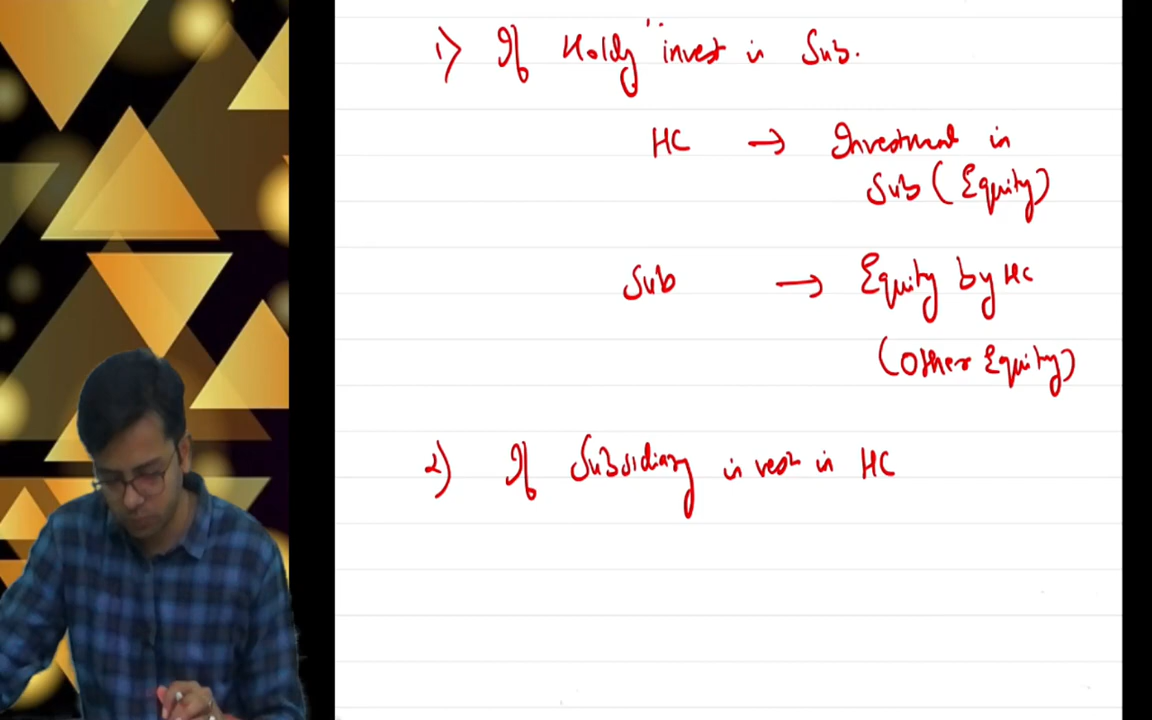 1) If Holdg invest in Sub.
HC → Investment in
Sub (Equity)
Sub → Equity by HC
(Other Equity)
2) If Subsidiary invest in HC